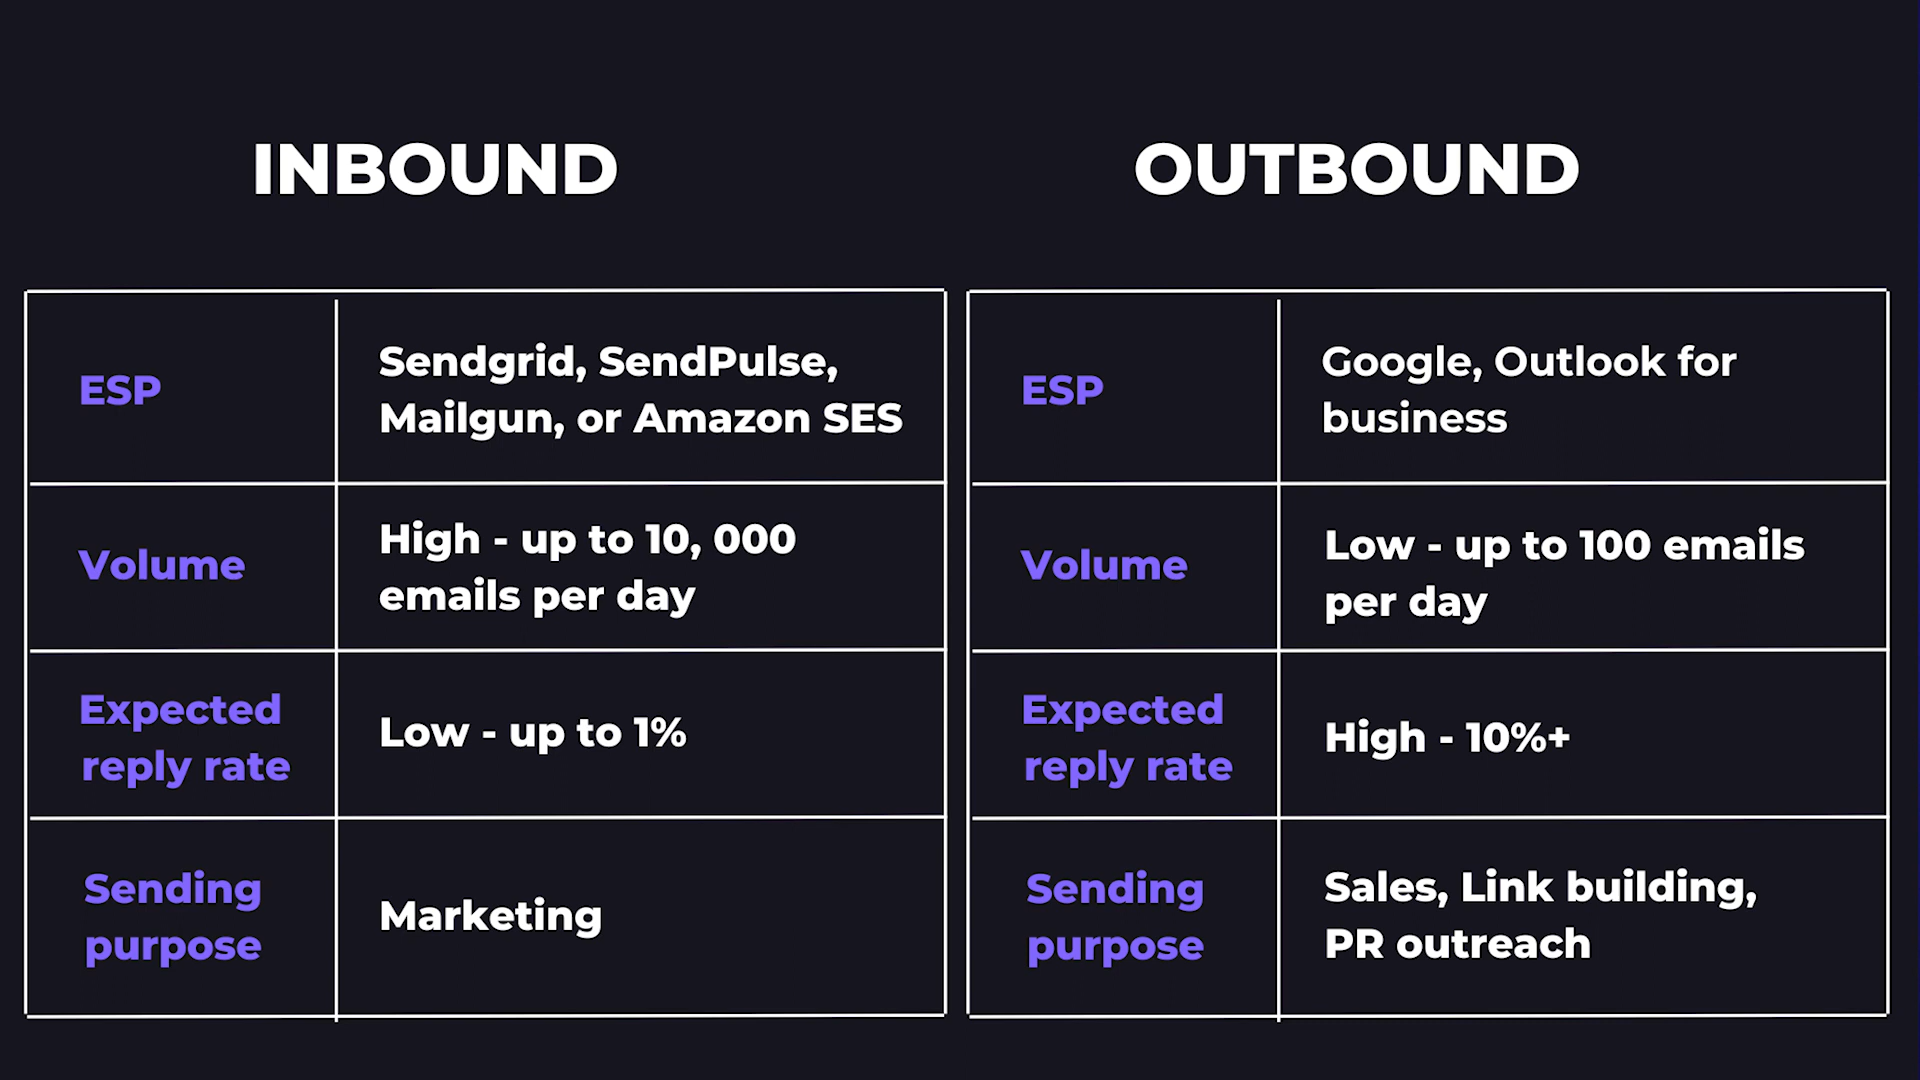 INBOUND
ESP
Sendgrid, SendPulse,
Mailgun, or Amazon SES
Volume
High - up to 10, 000
emails per day
Expected
reply rate
Low - up to 1%
Sending
purpose
Marketing
OUTBOUND
ESP
Google, Outlook for
business
Volume
Low - up to 100 emails
per day
Expected
reply rate
High - 10%+
Sending
purpose
Sales, Link building,
PR outreach